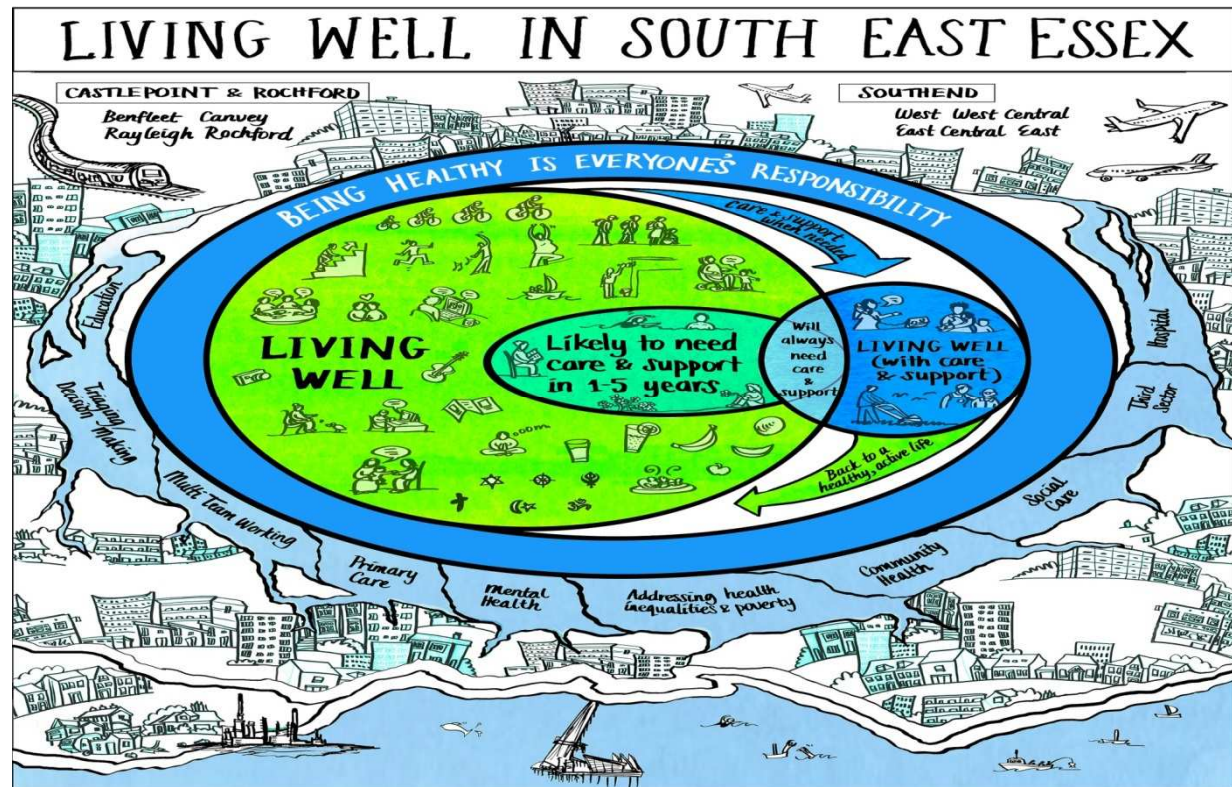 LIVING WELL IN SOUTH EAST ESSEX
CASTLEPOINT & ROCHFORD
Benfleet Canvey
Rayleigh Rochford
SOUTHEND
West West Central
East Central East
BEING HEALTHY IS EVERYONE'S RESPONSIBILITY
Care & support
when needed
LIVING
WELL
Likely to need
care & support
in 1-5 years
Will
always
need
care
&
support
LIVING WELL
(with care
& support)
Back to a
healthy, active life
Education
Triaging/
Decision-Making
Multi Team Working
Primary
Care
Mental
Health
Addressing health
inequalities & poverty
Community
Health
Social
Care
Third
Sector
Hospital